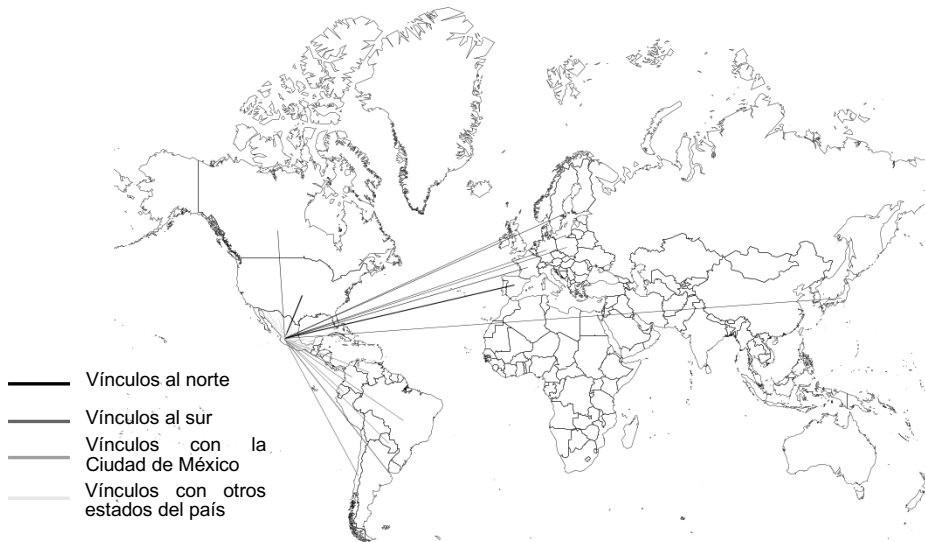 Vínculos al norte
Vínculos al sur
Vínculos con la
Ciudad de México
Vínculos con otros
estados del país